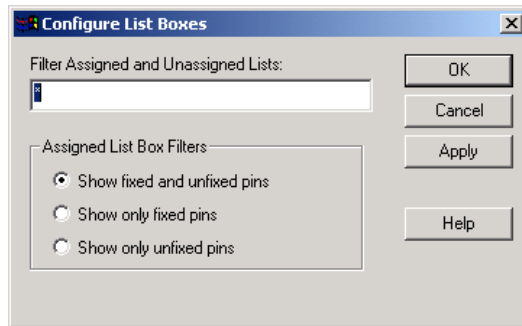 Configure List Boxes
Filter Assigned and Unassigned Lists:
*
OK
Cancel
Apply
Help
Assigned List Box Filters
Show fixed and unfixed pins
Show only fixed pins
Show only unfixed pins